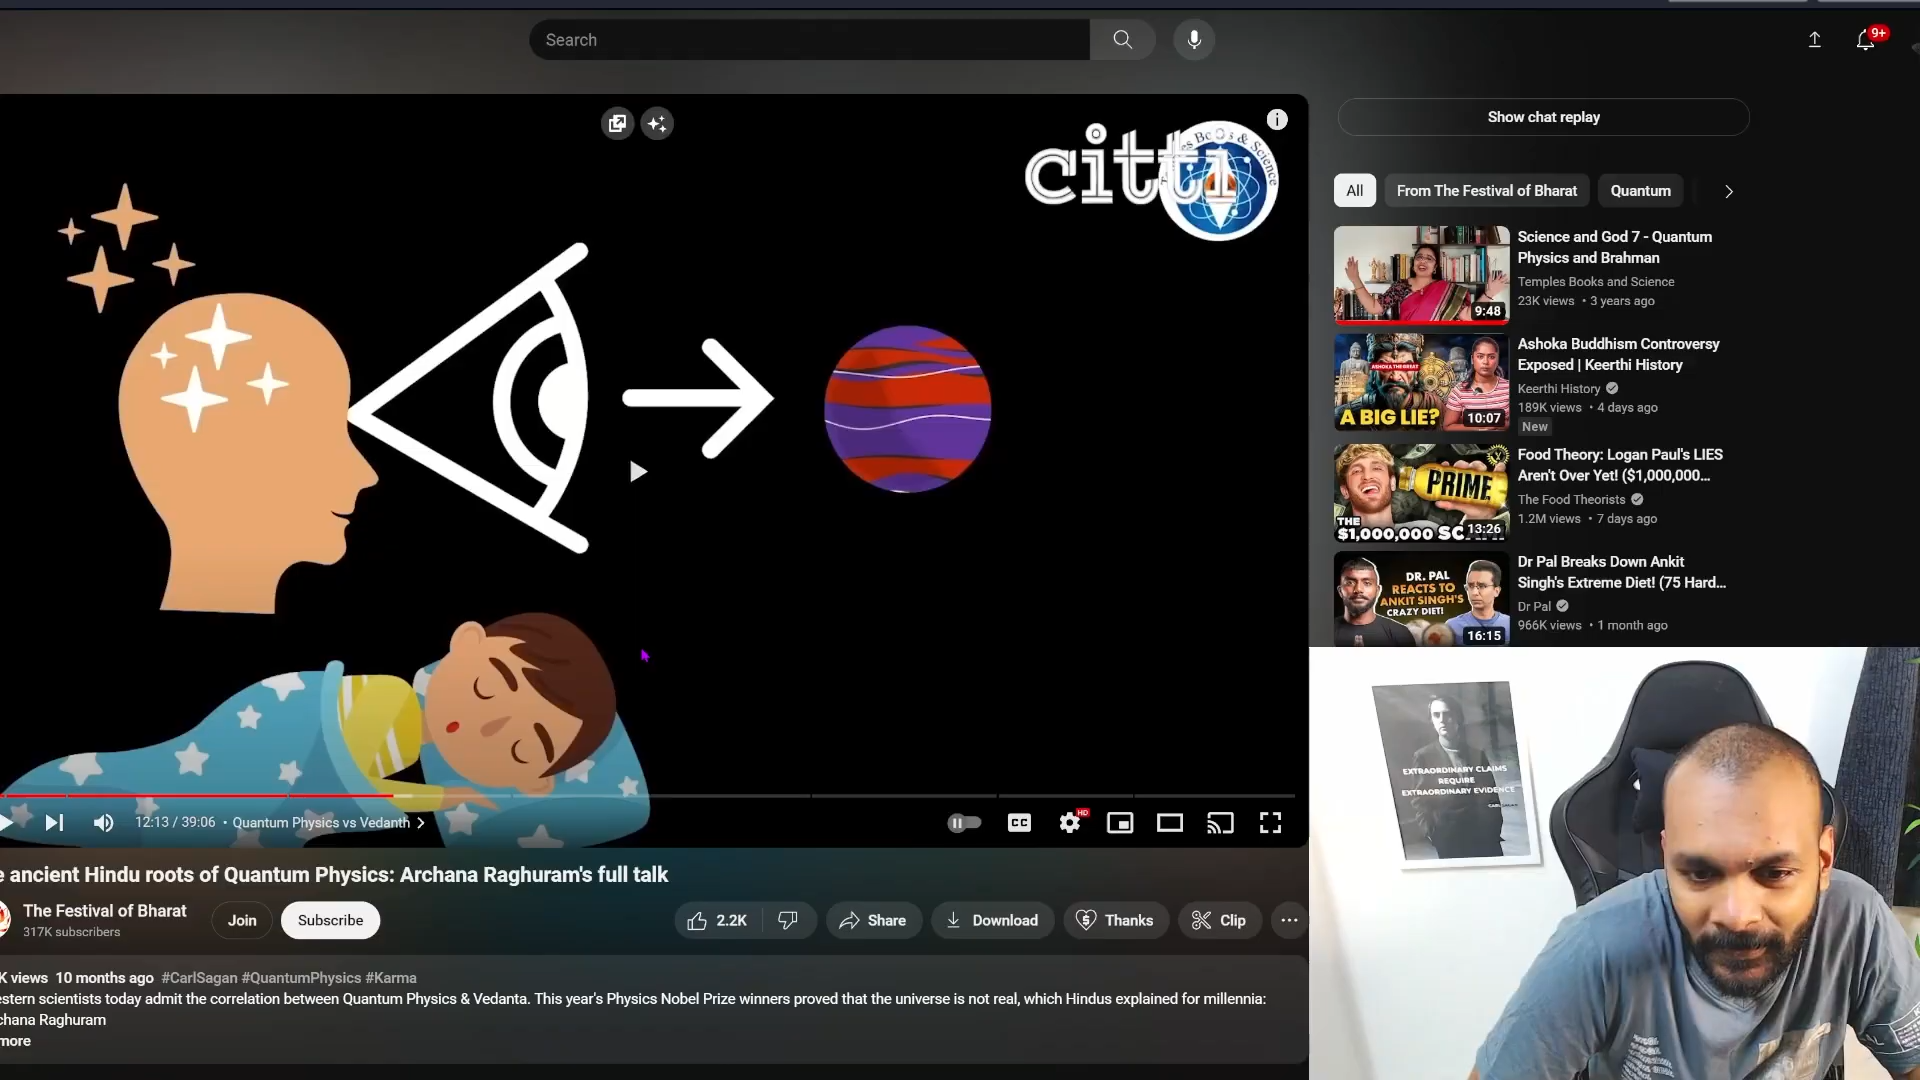 Search
9+
citti
Show chat replay
All
From The Festival of Bharat
Quantum
Science and God 7 - Quantum
Physics and Brahman
Temples Books and Science
23K views • 3 years ago
9:48
Ashoka Buddhism Controversy
Exposed | Keerthi History
Keerthi History
189K views • 4 days ago
New
ASHOKA THE GREAT
A BIG LIE?
10:07
Food Theory: Logan Paul's LIES
Aren't Over Yet! ($1,000,000...
The Food Theorists
1.2M views • 7 days ago
PRIME
THE
$1,000,000
13:26
Dr Pal Breaks Down Ankit
Singh's Extreme Diet! (75 Hard...
Dr Pal
966K views • 1 month ago
DR. PAL
REACTS TO
ANKIT SINGH'S
CRAZY DIET!
16:15
12:13 / 39:06 • Quantum Physics vs Vedanth
CC
HD
ancient Hindu roots of Quantum Physics: Archana Raghuram's full talk
The Festival of Bharat
317K subscribers
Join
Subscribe
2.2K
Share
Download
Thanks
Clip
K views 10 months ago #CarlSagan #QuantumPhysics #Karma
scientists today admit the correlation between Quantum Physics & Vedanta. This year's Physics Nobel Prize winners proved that the universe is not real, which Hindus explained for millennia:
Raghuram
more
EXTRAORDINARY CLAIMS
REQUIRE
EXTRAORDINARY EVIDENCE